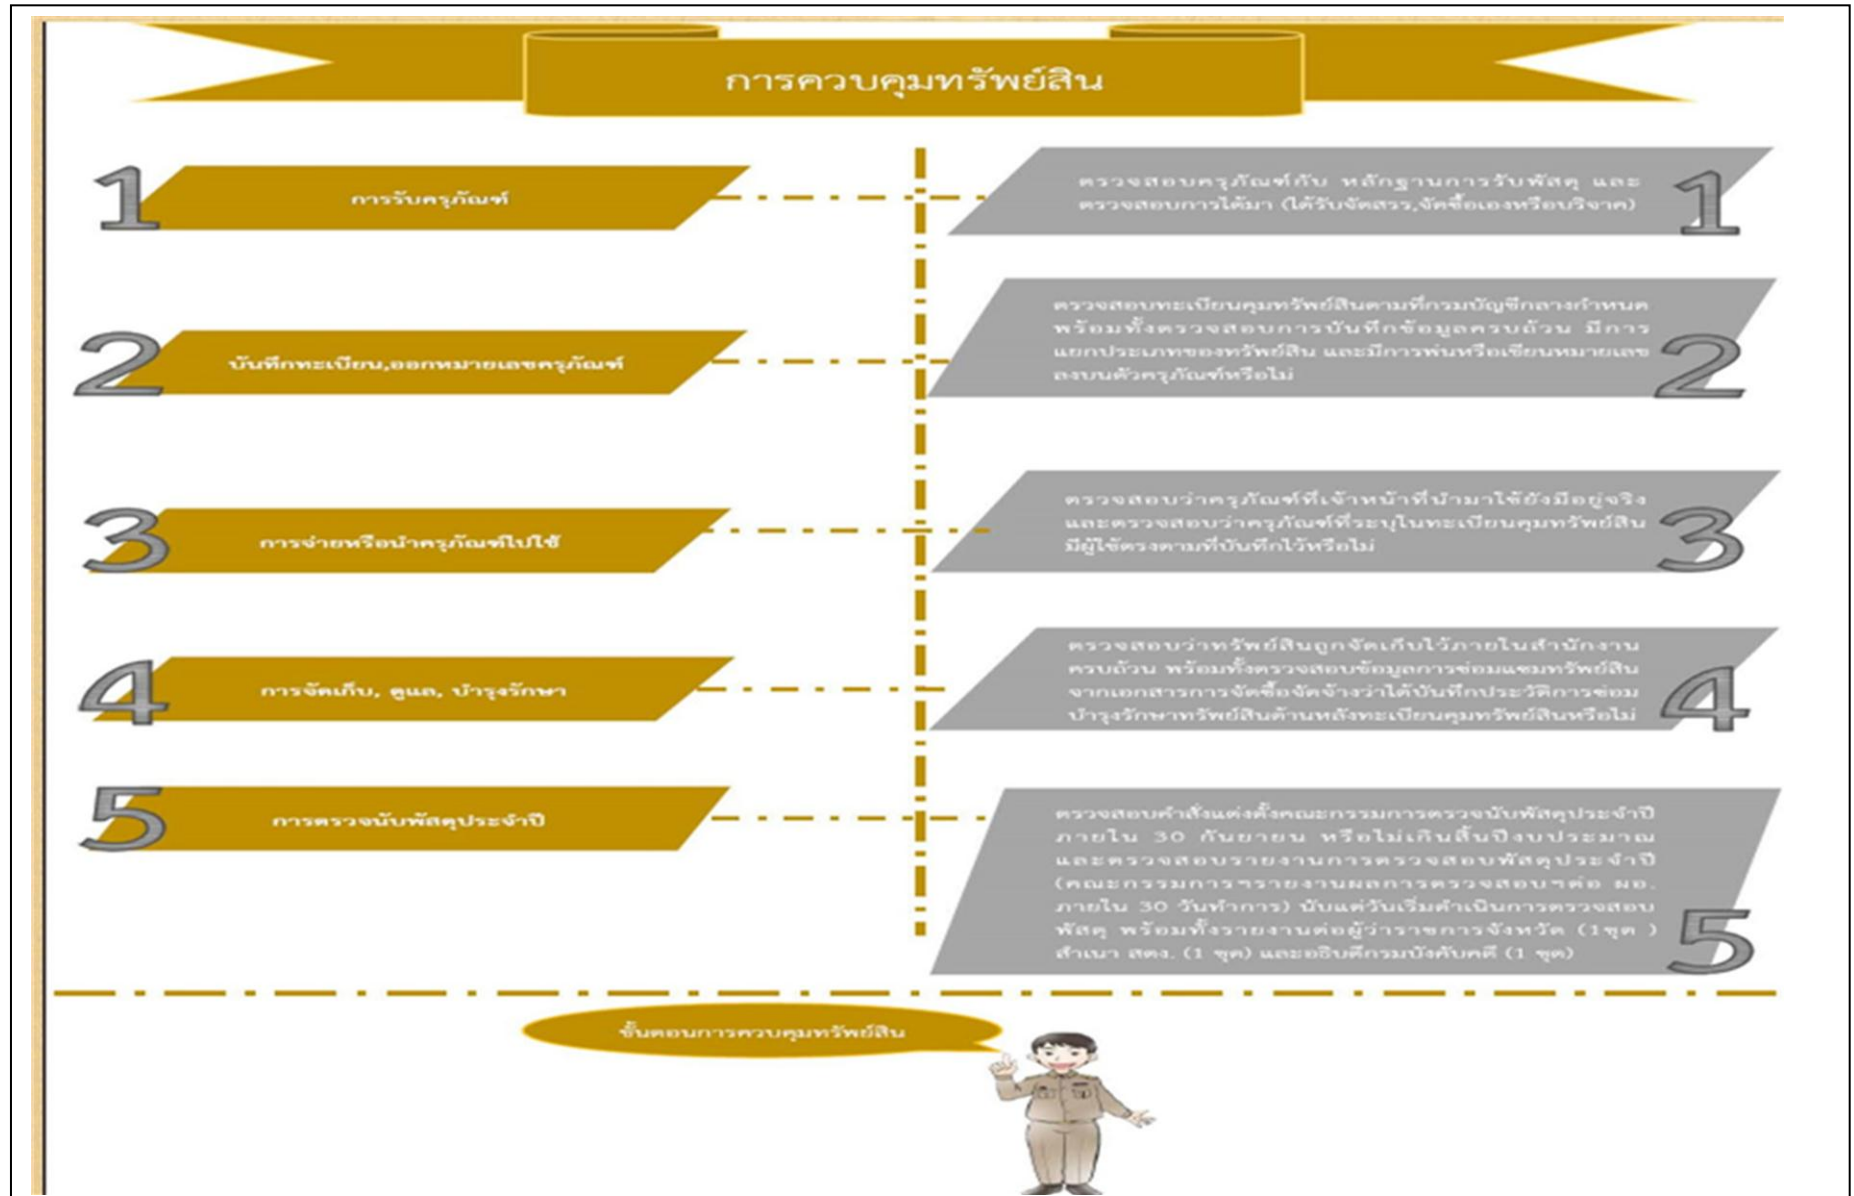 การควบคุมทรัพย์สิน
1
การรับครุภัณฑ์
ตรวจสอบครุภัณฑ์กับ หลักฐานการรับพัสดุ และ
ตรวจสอบการได้มา (ได้รับจัดสรร,จัดซื้อเองหรือบริจาค)
1
2
บันทึกทะเบียน,ออกหมายเลขครุภัณฑ์
ตรวจสอบทะเบียนคุมทรัพย์สินตามที่กรมบัญชีกลางกำหนด
พร้อมทั้งตรวจสอบการบันทึกข้อมูลครบถ้วน มีการ
แยกประเภทของทรัพย์สิน และมีการพ่นหรือเขียนหมายเลข
ลงบนตัวครุภัณฑ์หรือไม่
2
3
การจ่ายหรือนำครุภัณฑ์ไปใช้
ตรวจสอบว่าครุภัณฑ์ที่เจ้าหน้าที่นำมาใช้ยังมีอยู่จริง
และตรวจสอบว่าครุภัณฑ์ที่ระบุในทะเบียนคุมทรัพย์สิน
มีผู้ใช้ตรงตามที่บันทึกไว้หรือไม่
3
4
การจัดเก็บ, ดูแล, บำรุงรักษา
ตรวจสอบว่าทรัพย์สินถูกจัดเก็บไว้ภายในสำนักงาน
ครบถ้วน พร้อมทั้งตรวจสอบข้อมูลการซ่อมแซมทรัพย์สิน
จากเอกสารการจัดซื้อจัดจ้างว่าได้บันทึกประวัติการซ่อม
บำรุงรักษาทรัพย์สินด้านหลังทะเบียนคุมทรัพย์สินหรือไม่
4
5
การตรวจนับพัสดุประจำปี
ตรวจสอบคำสั่งแต่งตั้งคณะกรรมการตรวจนับพัสดุประจำปี
ภายใน 30 กันยายน หรือไม่เกินสิ้นปีงบประมาณ
และตรวจสอบรายงานการตรวจสอบพัสดุประจำปี
(คณะกรรมการฯรายงานผลการตรวจสอบฯต่อ ผอ.
ภายใน 30 วันทำการ) นับแต่วันเริ่มดำเนินการตรวจสอบ
พัสดุ พร้อมทั้งรายงานต่อผู้ว่าราชการจังหวัด (1ชุด )
สำเนา สตง. (1 ชุด) และอธิบดีกรมบังคับคดี (1 ชุด)
5
ขั้นตอนการควบคุมทรัพย์สิน